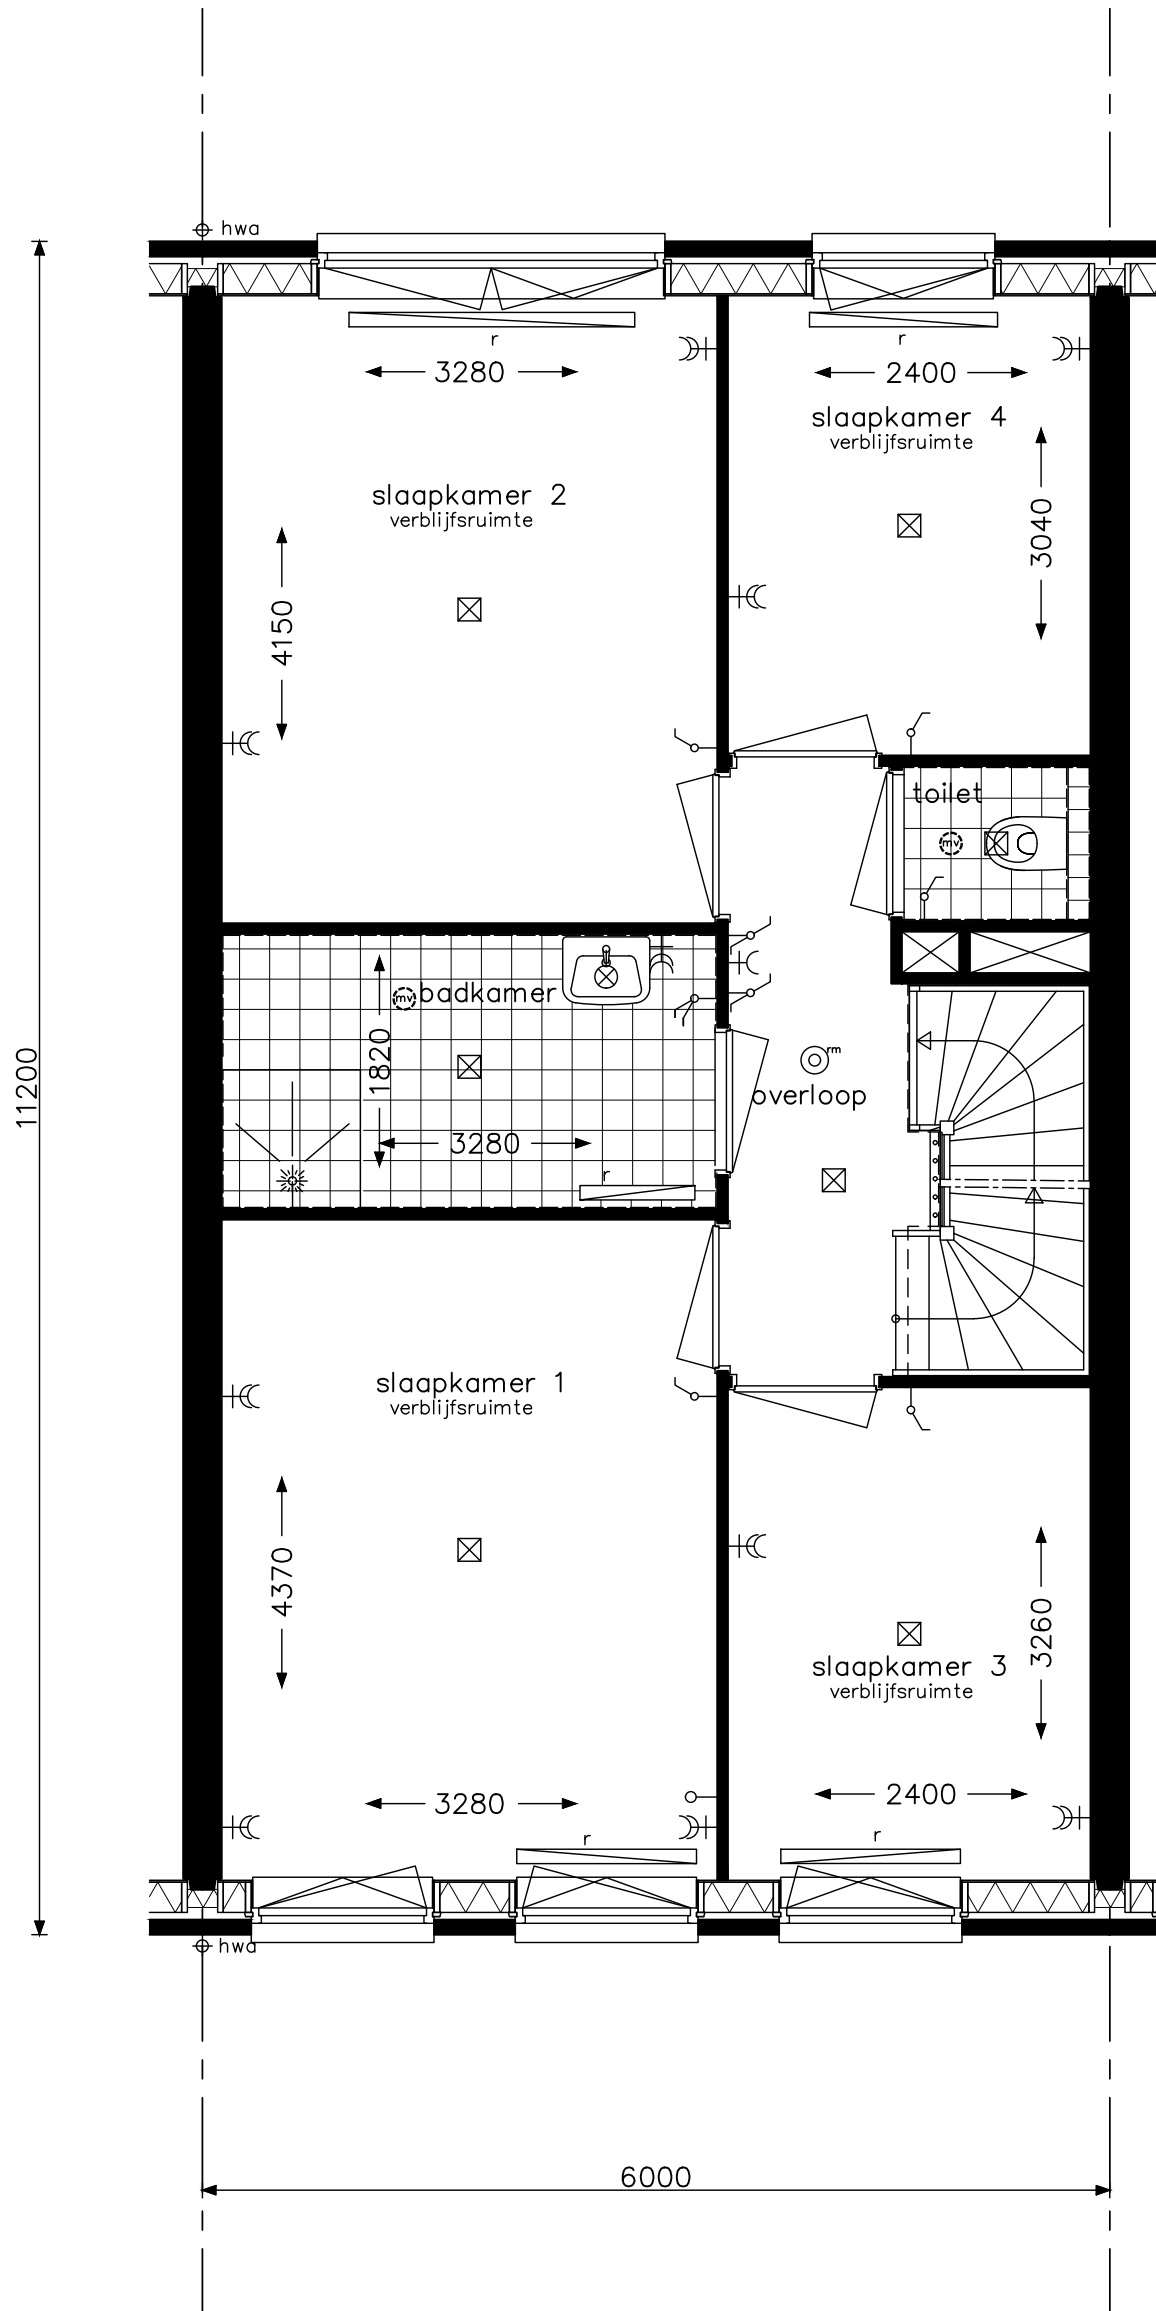 hwa
r
r
3280
2400
slaapkamer 4
verblijfsruimte
slaapkamer 2
verblijfsruimte
3040
4150
toilet
mv
badkamer
mv
1820
11200
rm
overloop
3280
r
slaapkamer 1
verblijfsruimte
4370
3260
slaapkamer 3
verblijfsruimte
3280
2400
r
r
hwa
6000